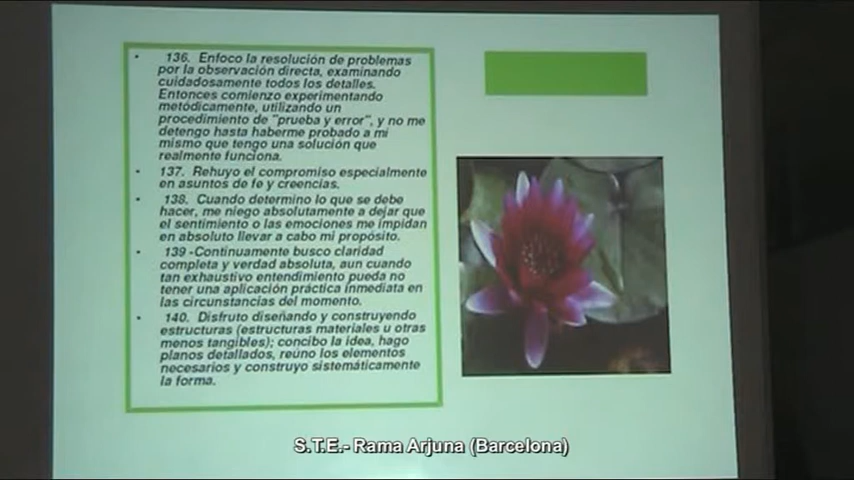 136. Enfoco la resolución de problemas
por la observación directa, examinando
cuidadosamente todos los detalles.
Entonces comienzo experimentando
metódicamente, utilizando un
procedimiento de "prueba y error", y no me
detengo hasta haberme probado a mi
mismo que tengo una solución que
realmente funciona.
137. Rehuyo el compromiso especialmente
en asuntos de fe y creencias.
138. Cuando determino lo que se debe
hacer, me niego absolutamente a dejar que
el sentimiento o las emociones me impidan
en absoluto llevar a cabo mi propósito.
139 -Continuamente busco claridad
completa y verdad absoluta, aun cuando
tan exhaustivo entendimiento pueda no
tener una aplicación práctica inmediata en
las circunstancias del momento.
140. Disfruto diseñando y construyendo
estructuras (estructuras materiales u otras
menos tangibles); concibo la idea, hago
planos detallados, reúno los elementos
necesarios y construyo sistemáticamente
la forma.
S.T.E.- Rama Arjuna (Barcelona)